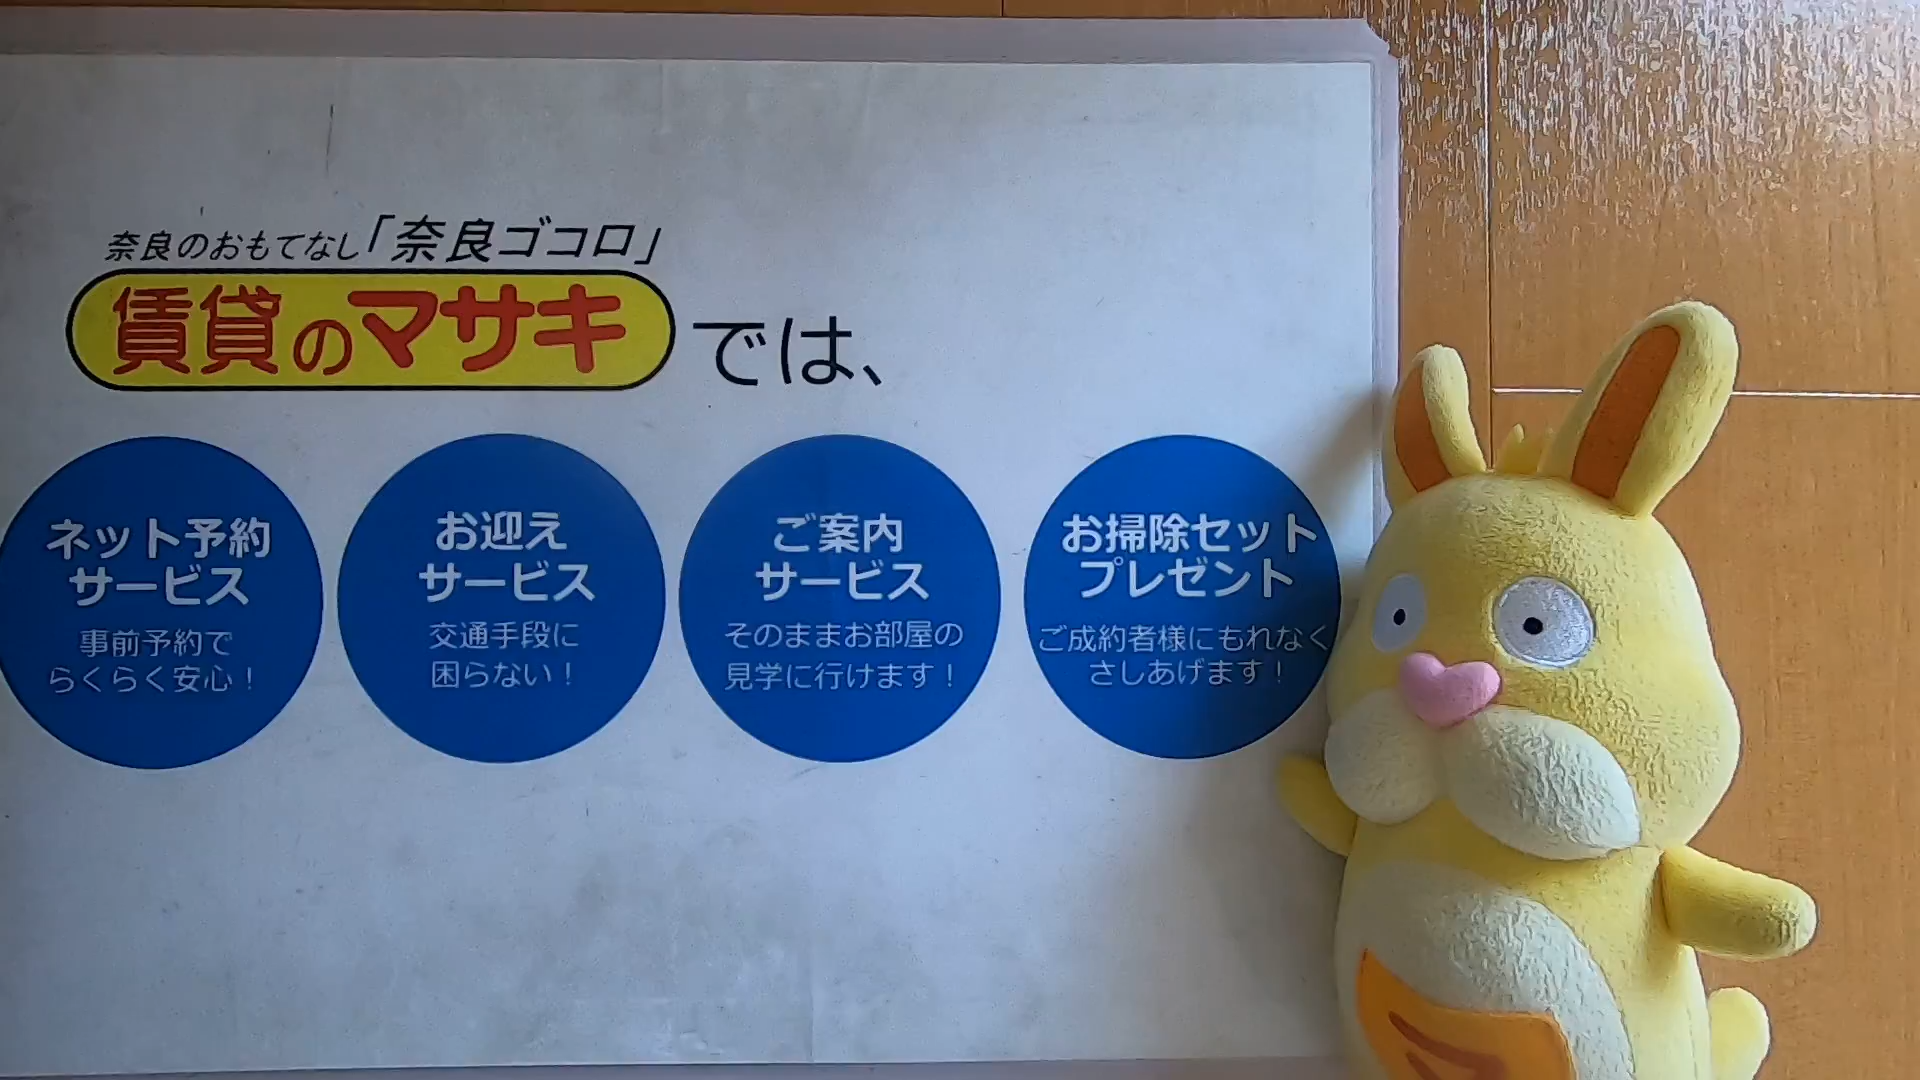 奈良のおもてなし「奈良ゴコロ」
賃貸のマサキでは、
ネット予約
サービス
事前予約で
らくらく安心！
お迎え
サービス
交通手段に
困らない！
ご案内
サービス
そのままお部屋の
見学に行けます！
お掃除セット
プレゼント
ご成約者様にもれなく
さしあげます！